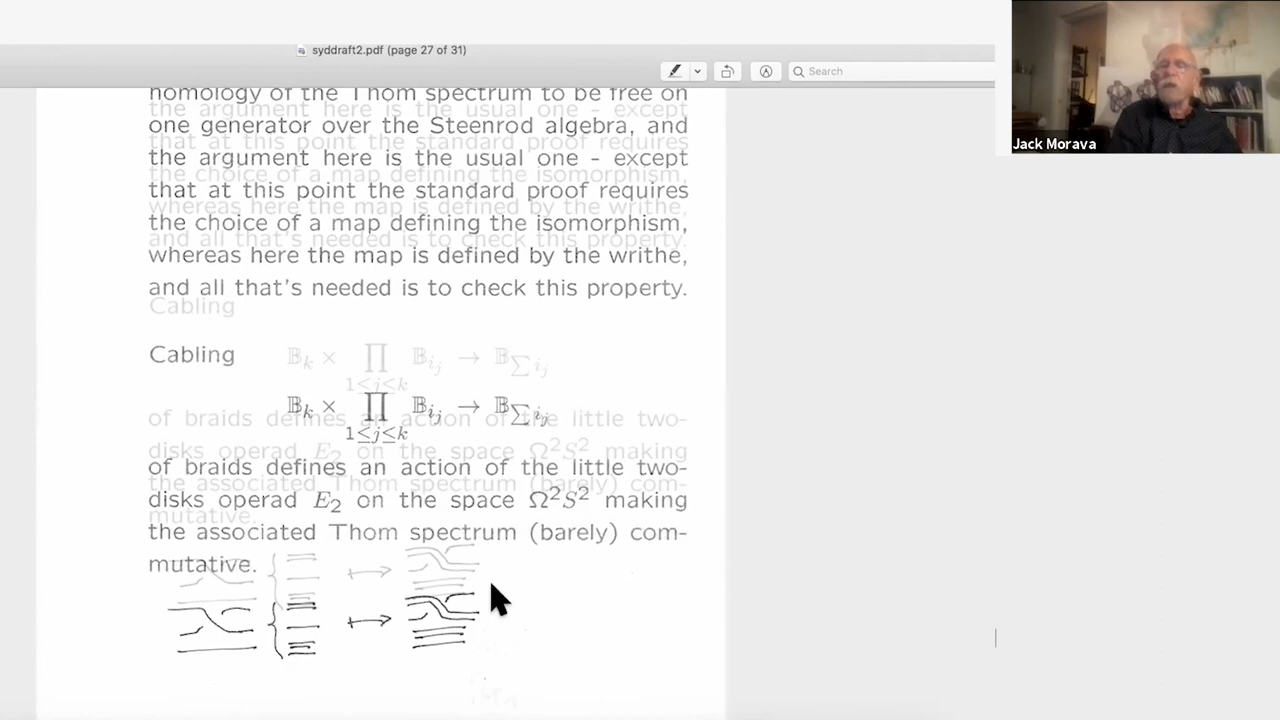 syddraft2.pdf (page 27 of 31)
Search
Jack Morava
homology of the Thom spectrum to be free on
one generator over the Steenrod algebra, and
the argument here is the usual one - except
that at this point the standard proof requires
the choice of a map defining the isomorphism,
whereas here the map is defined by the writhe,
and all that's needed is to check this property.
Cabling
𝔹_k × ∏_{1≤j≤k} 𝔹_{i_j} → 𝔹_{∑ i_j}
of braids defines an action of the little two-
disks operad E₂ on the space Ω²S² making
the associated Thom spectrum (barely) com-
mutative.